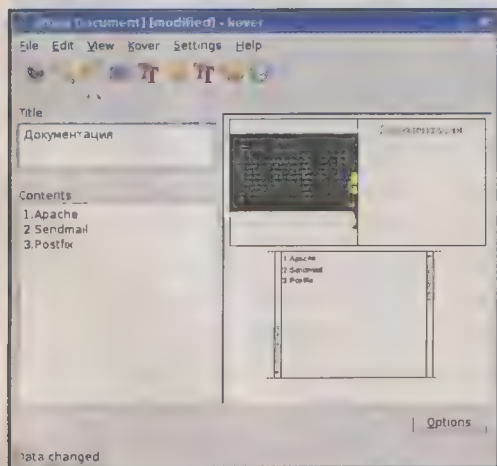 Document] [modified] - kover
File Edit View Kover Settings Help
Title
Документация
Contents
1.Apache
2 Sendmail
3.Postfix
1 Apache
2 Sendmail
3 Postfix
Options
Data changed